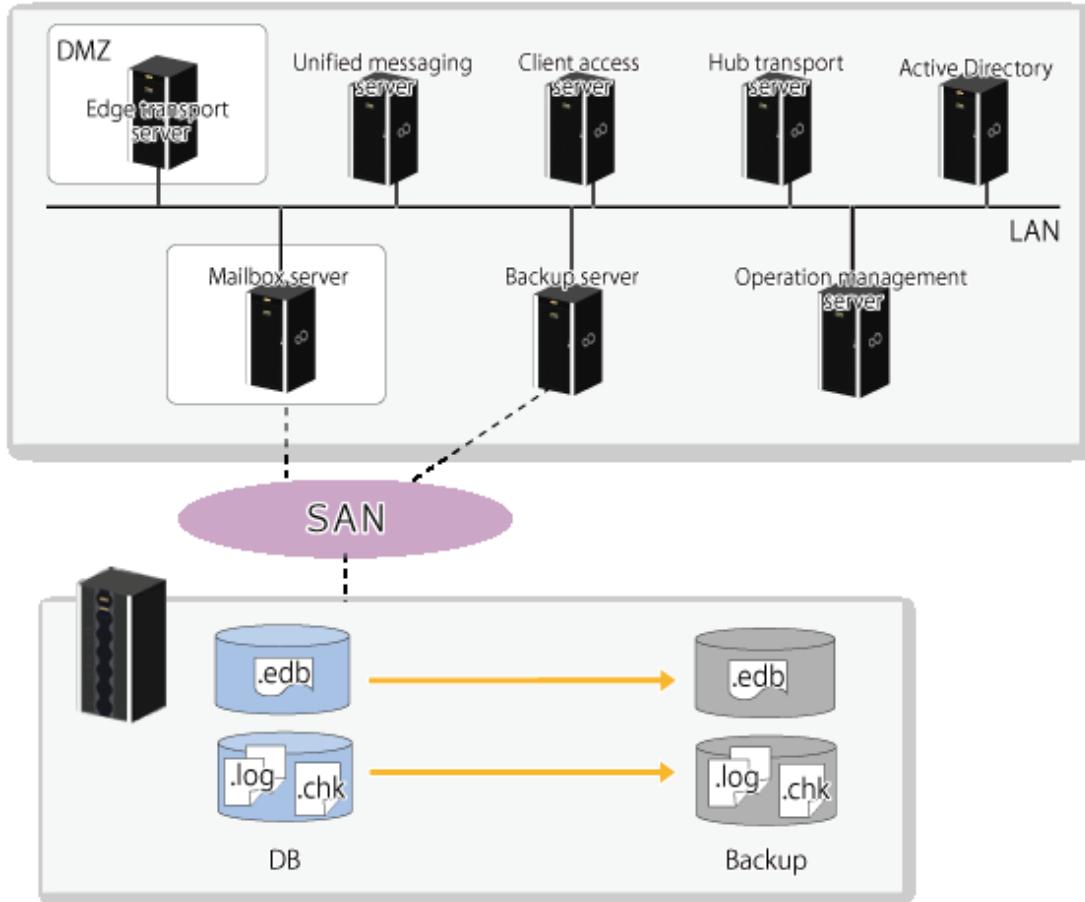 DMZ
Edge transport
server
Unified messaging
server
Client access
server
Hub transport
server
Active Directory
LAN
Mailbox server
Backup server
Operation management
server
SAN
.edb
.edb
.log
.chk
.log
.chk
DB
Backup